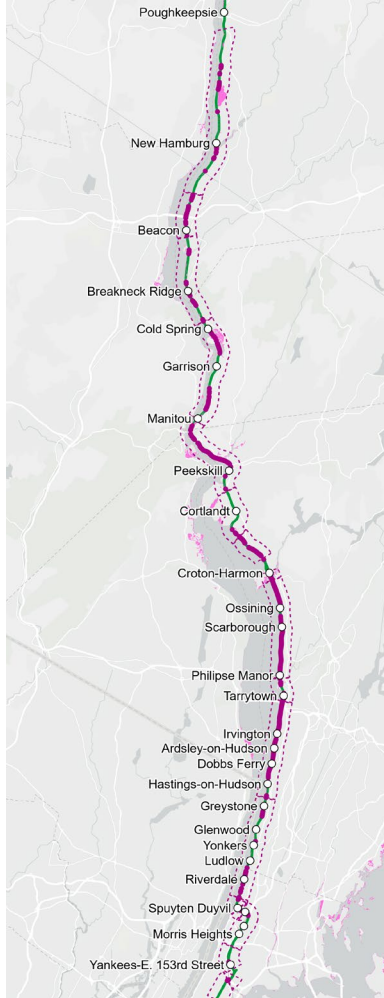 Poughkeepsie
New Hamburg
Beacon
Breakneck Ridge
Cold Spring
Garrison
Manitou
Peekskill
Cortlandt
Croton-Harmon
Ossining
Scarborough
Philipse Manor
Tarrytown
Irvington
Ardsley-on-Hudson
Dobbs Ferry
Hastings-on-Hudson
Greystone
Glenwood
Yonkers
Ludlow
Riverdale
Spuyten Duyvil
Morris Heights
Yankees-E. 153rd Street